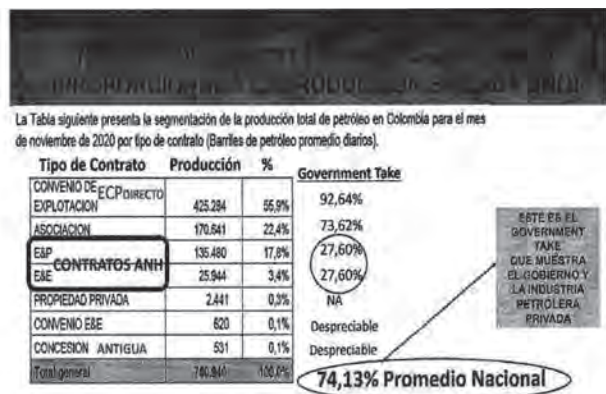 La Tabla siguiente presenta la segmentación de la producción total de petróleo en Colombia para el mes
de noviembre de 2020 por tipo de contrato (Barriles de petróleo promedio diarios).
Tipo de Contrato Producción % Government Take
CONVENIO DE EXPLOTACION ECP DIRECTO 425.284 55,9% 92,64%
ASOCIACION 170.641 22,4% 73,62%
E&P 135.480 17,8% 27,60%
CONTRATOS ANH
E&E 25.944 3,4% 27,60%
PROPIEDAD PRIVADA 2.441 0,3% NA
CONVENIO E&E 620 0,1% Despreciable
CONCESION ANTIGUA 531 0,1% Despreciable
Total general 760.940 100,0%
74,13% Promedio Nacional
ESTE ES EL
GOVERNMENT
TAKE
QUE MUESTRA
EL GOBIERNO Y
LA INDUSTRIA
PETROLERA
PRIVADA